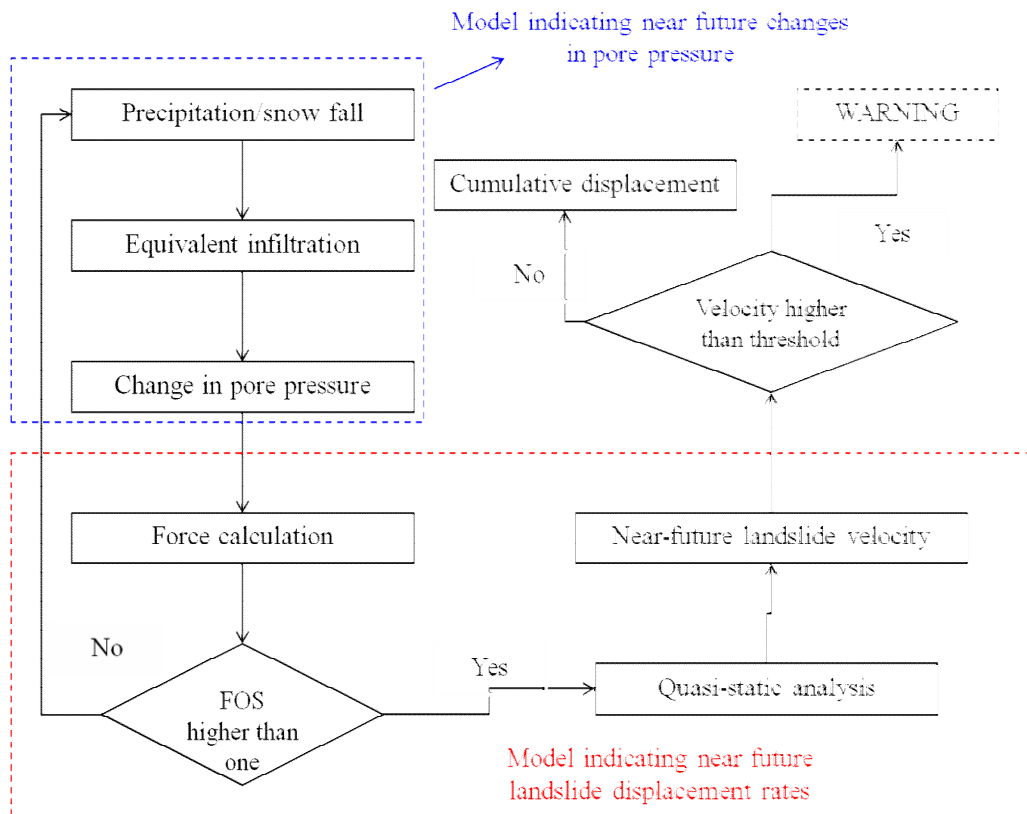 Model indicating near future changes
in pore pressure
Precipitation/snow fall
WARNING
Cumulative displacement
Equivalent infiltration
Yes
No
Velocity higher
than threshold
Change in pore pressure
Force calculation
Near-future landslide velocity
No
Yes
FOS
higher than
one
Quasi-static analysis
Model indicating near future
landslide displacement rates